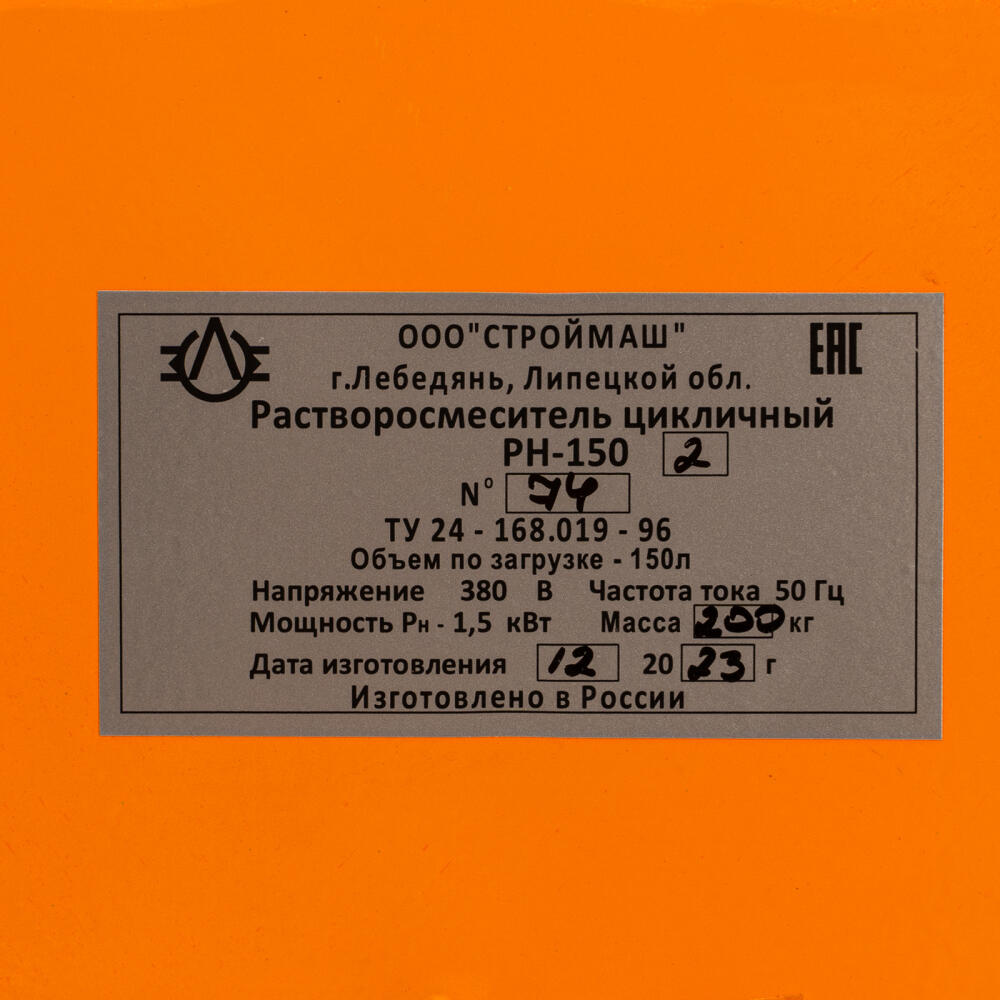 ООО"СТРОЙМАШ"
ЕАС
г.Лебедянь, Липецкой обл.
Растворосмеситель цикличный
РН-150 2
№ 74
ТУ 24 - 168.019 - 96
Объем по загрузке - 150л
Напряжение 380 В Частота тока 50 Гц
Мощность Рн - 1,5 кВт Масса 200 кг
Дата изготовления 12 2023 г
Изготовлено в России